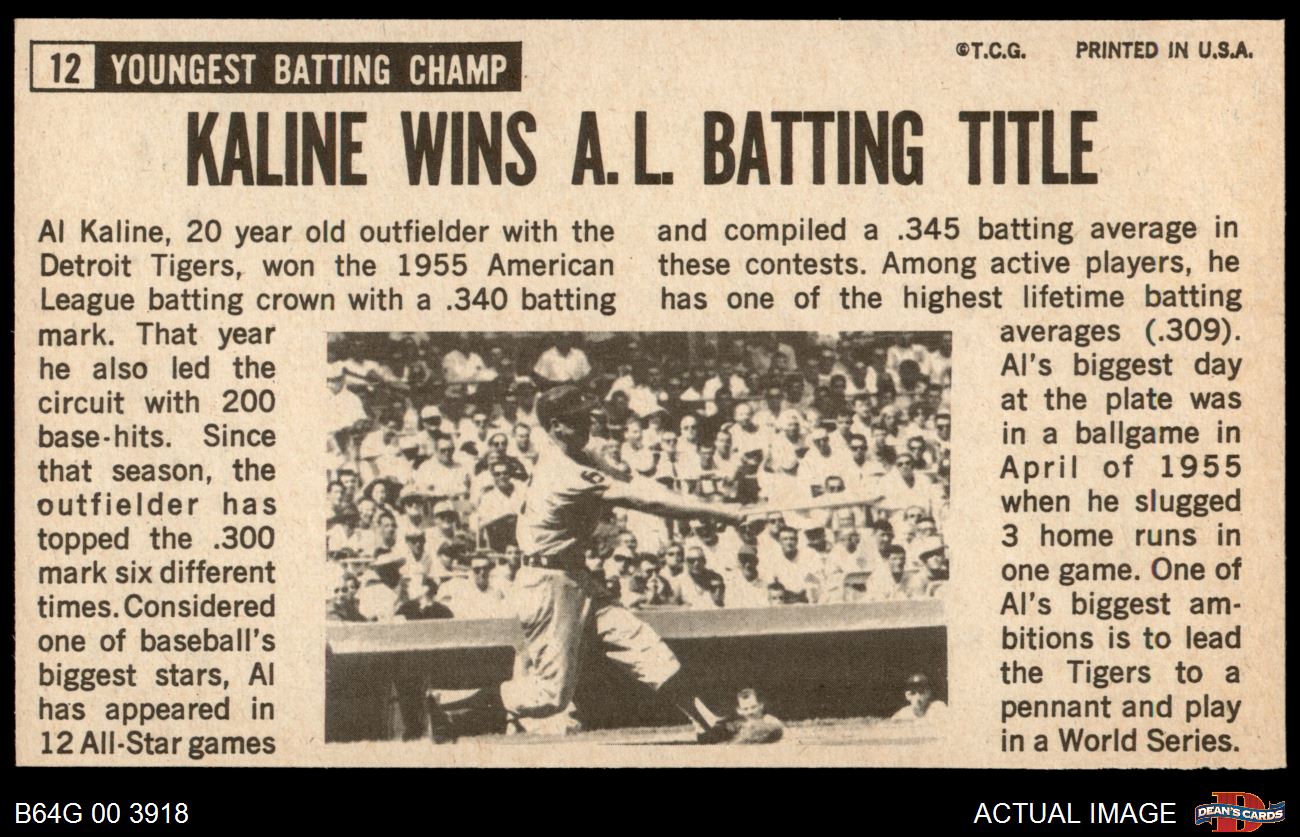 12 YOUNGEST BATTING CHAMP
©T.C.G. PRINTED IN U.S.A.
KALINE WINS A.L. BATTING TITLE
Al Kaline, 20 year old outfielder with the
Detroit Tigers, won the 1955 American
League batting crown with a .340 batting
mark. That year
he also led the
circuit with 200
base-hits. Since
that season, the
outfielder has
topped the .300
mark six different
times. Considered
one of baseball's
biggest stars, Al
has appeared in
12 All-Star games
and compiled a .345 batting average in
these contests. Among active players, he
has one of the highest lifetime batting
averages (.309).
Al's biggest day
at the plate was
in a ballgame in
April of 1955
when he slugged
3 home runs in
one game. One of
Al's biggest am-
bitions is to lead
the Tigers to a
pennant and play
in a World Series.
6
B64G 00 3918
ACTUAL IMAGE
D
DEAN'S CARDS